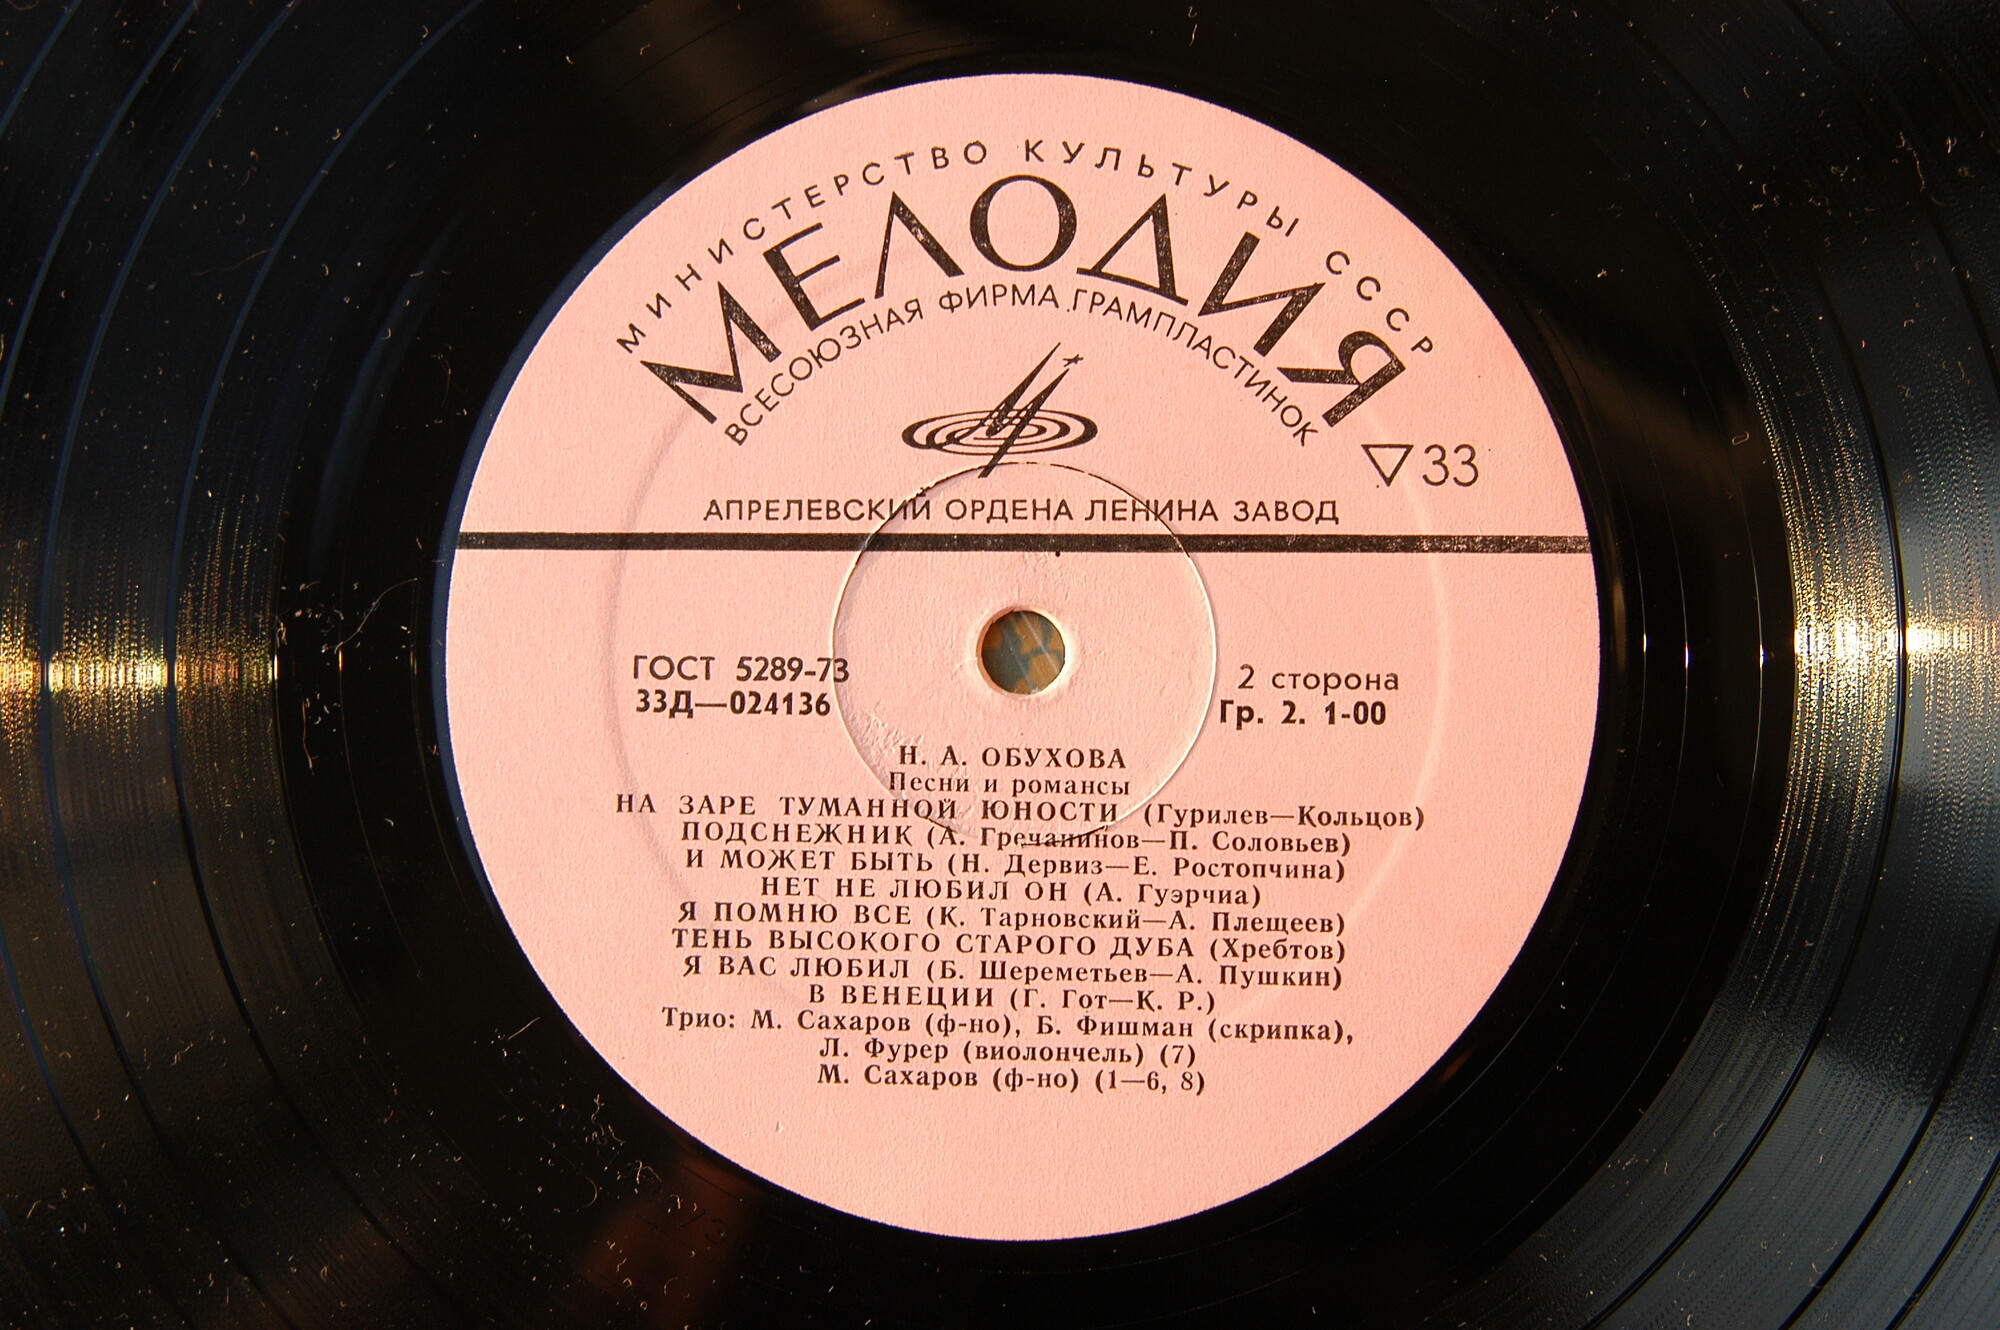 МИНИСТЕРСТВО КУЛЬТУРЫ СССР
МЕЛОДИЯ
ВСЕСОЮЗНАЯ ФИРМА ГРАМПЛАСТИНОК
33
АПРЕЛЕВСКИЙ ОРДЕНА ЛЕНИНА ЗАВОД
ГОСТ 5289-73
33Д—024136
2 сторона
Гр. 2. 1-00
Н. А. ОБУХОВА
Песни и романсы
НА ЗАРЕ ТУМАННОЙ ЮНОСТИ (Гурилев—Кольцов)
ПОДСНЕЖНИК (А. Гречанинов—П. Соловьев)
И МОЖЕТ БЫТЬ (Н. Дервиз—Е. Ростопчина)
НЕТ НЕ ЛЮБИЛ ОН (А. Гуэрчиа)
Я ПОМНЮ ВСЕ (К. Тарновский—А. Плещеев)
ТЕНЬ ВЫСОКОГО СТАРОГО ДУБА (Хребтов)
Я ВАС ЛЮБИЛ (Б. Шереметьев—А. Пушкин)
В ВЕНЕЦИИ (Г. Гот—К. Р.)
Трио: М. Сахаров (ф-но), Б. Фишман (скрипка),
Л. Фурер (виолончель) (7)
М. Сахаров (ф-но) (1—6, 8)